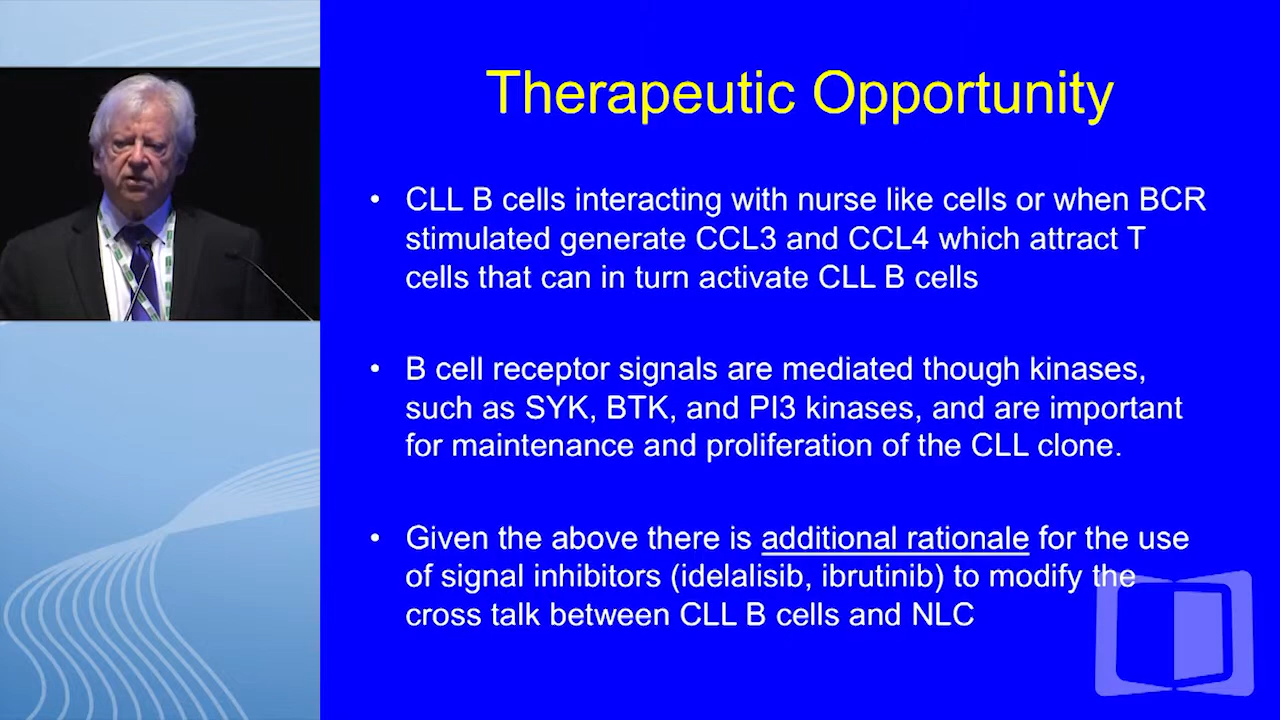 Therapeutic Opportunity
• CLL B cells interacting with nurse like cells or when BCR
stimulated generate CCL3 and CCL4 which attract T
cells that can in turn activate CLL B cells
• B cell receptor signals are mediated though kinases,
such as SYK, BTK, and PI3 kinases, and are important
for maintenance and proliferation of the CLL clone.
• Given the above there is additional rationale for the use
of signal inhibitors (idelalisib, ibrutinib) to modify the
cross talk between CLL B cells and NLC